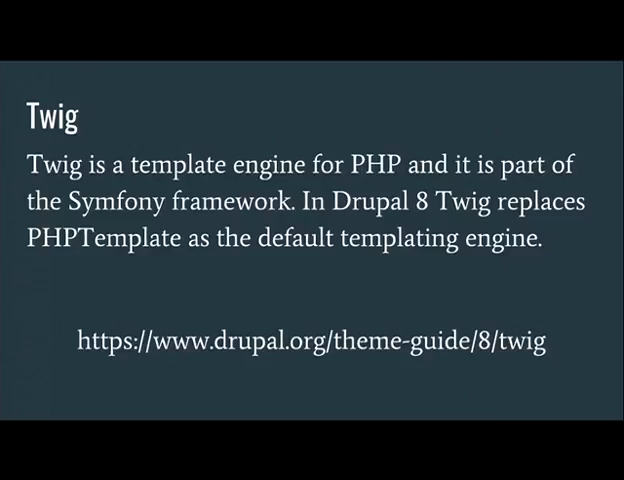 Twig
Twig is a template engine for PHP and it is part of
the Symfony framework. In Drupal 8 Twig replaces
PHPTemplate as the default templating engine.
https://www.drupal.org/theme-guide/8/twig